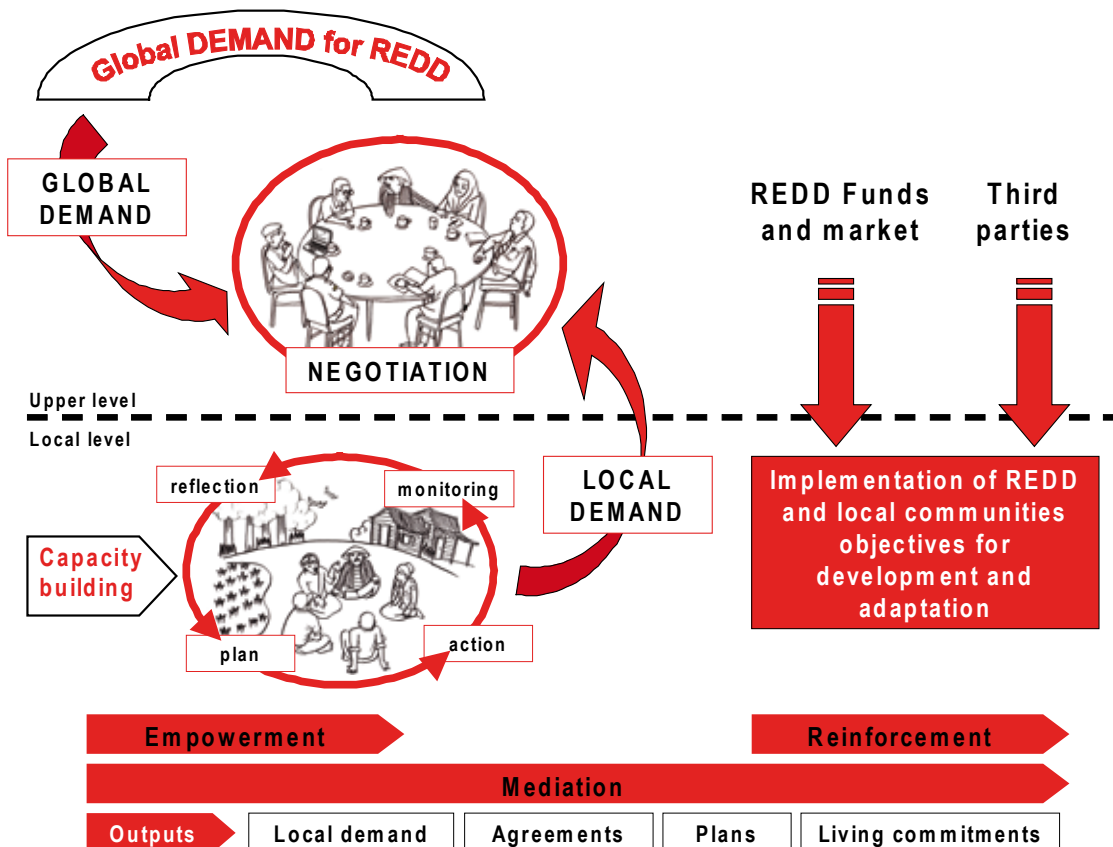 Global DEMAND for REDD
GLOBAL
DEMAND
NEGOTIATION
REDD Funds
and market
Third
parties
Upper level
Local level
reflection
monitoring
plan
action
Capacity
building
LOCAL
DEMAND
Implementation of REDD
and local communities
objectives for
development and
adaptation
Empowerment
Reinforcement
Mediation
Outputs
Local demand
Agreements
Plans
Living commitments